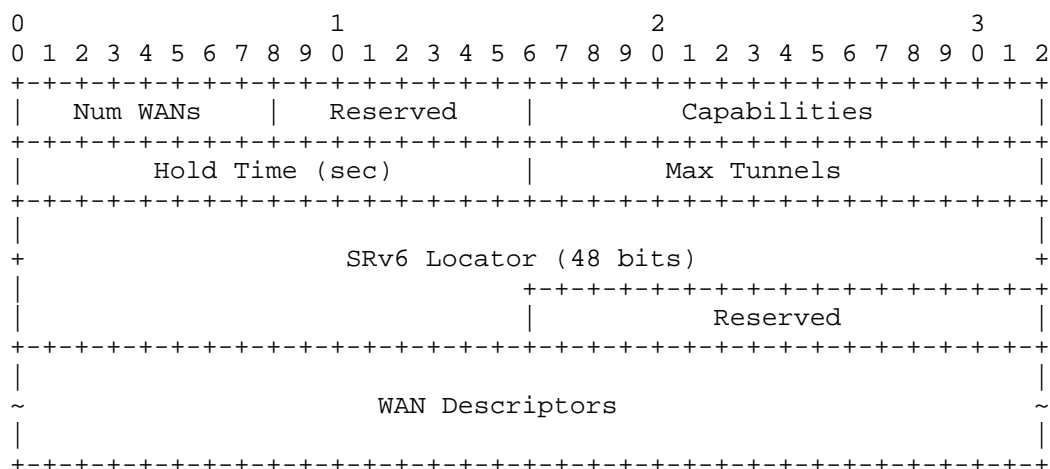 0                   1                   2                   3
0 1 2 3 4 5 6 7 8 9 0 1 2 3 4 5 6 7 8 9 0 1 2 3 4 5 6 7 8 9 0 1 2
+-+-+-+-+-+-+-+-+-+-+-+-+-+-+-+-+-+-+-+-+-+-+-+-+-+-+-+-+-+-+-+-+
|   Num WANs    |   Reserved    |         Capabilities          |
+-+-+-+-+-+-+-+-+-+-+-+-+-+-+-+-+-+-+-+-+-+-+-+-+-+-+-+-+-+-+-+-+
|        Hold Time (sec)        |        Max Tunnels            |
+-+-+-+-+-+-+-+-+-+-+-+-+-+-+-+-+-+-+-+-+-+-+-+-+-+-+-+-+-+-+-+-+
|                                                               |
+                    SRv6 Locator (48 bits)                     +
|                               +-+-+-+-+-+-+-+-+-+-+-+-+-+-+-+-+
|                               |           Reserved            |
+-+-+-+-+-+-+-+-+-+-+-+-+-+-+-+-+-+-+-+-+-+-+-+-+-+-+-+-+-+-+-+-+
|                                                               |
~                      WAN Descriptors                          ~
|                                                               |
+-+-+-+-+-+-+-+-+-+-+-+-+-+-+-+-+-+-+-+-+-+-+-+-+-+-+-+-+-+-+-+-+